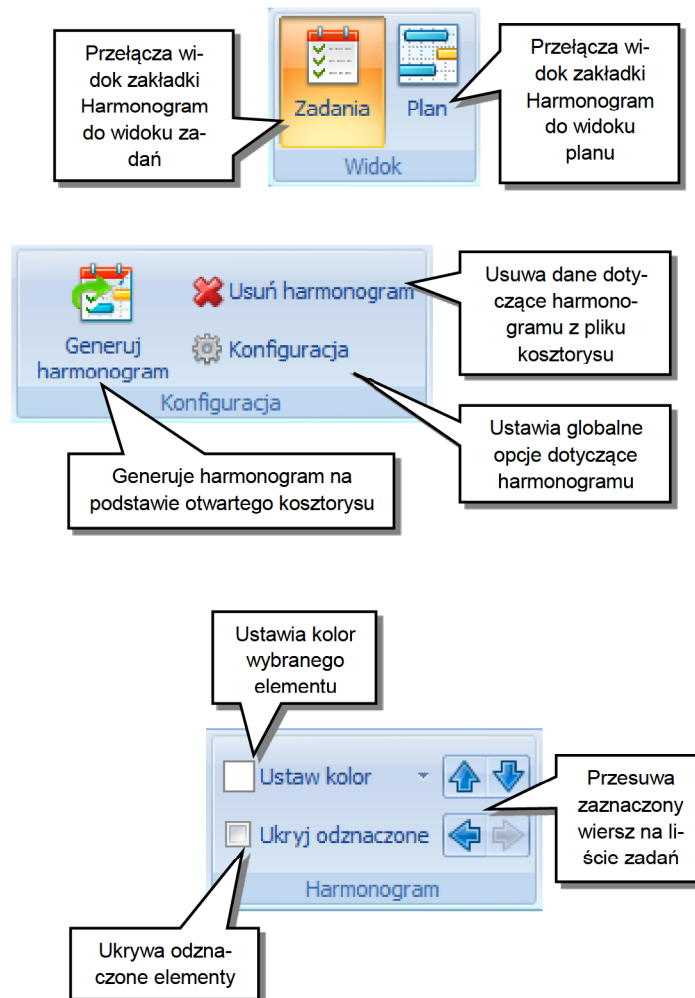 Przełącza wi-
dok zakładki
Harmonogram
do widoku za-
dań
Zadania
Plan
Widok
Przełącza wi-
dok zakładki
Harmonogram
do widoku
planu
Generuj
harmonogram
Usuń harmonogram
Konfiguracja
Konfiguracja
Usuwa dane doty-
czące harmono-
gramu z pliku
kosztorysu
Ustawia globalne
opcje dotyczące
harmonogramu
Generuje harmonogram na
podstawie otwartego kosztorysu
Ustawia kolor
wybranego
elementu
Ustaw kolor
Ukryj odznaczone
Harmonogram
Przesuwa
zaznaczony
wiersz na li-
ście zadań
Ukrywa odzna-
czone elementy